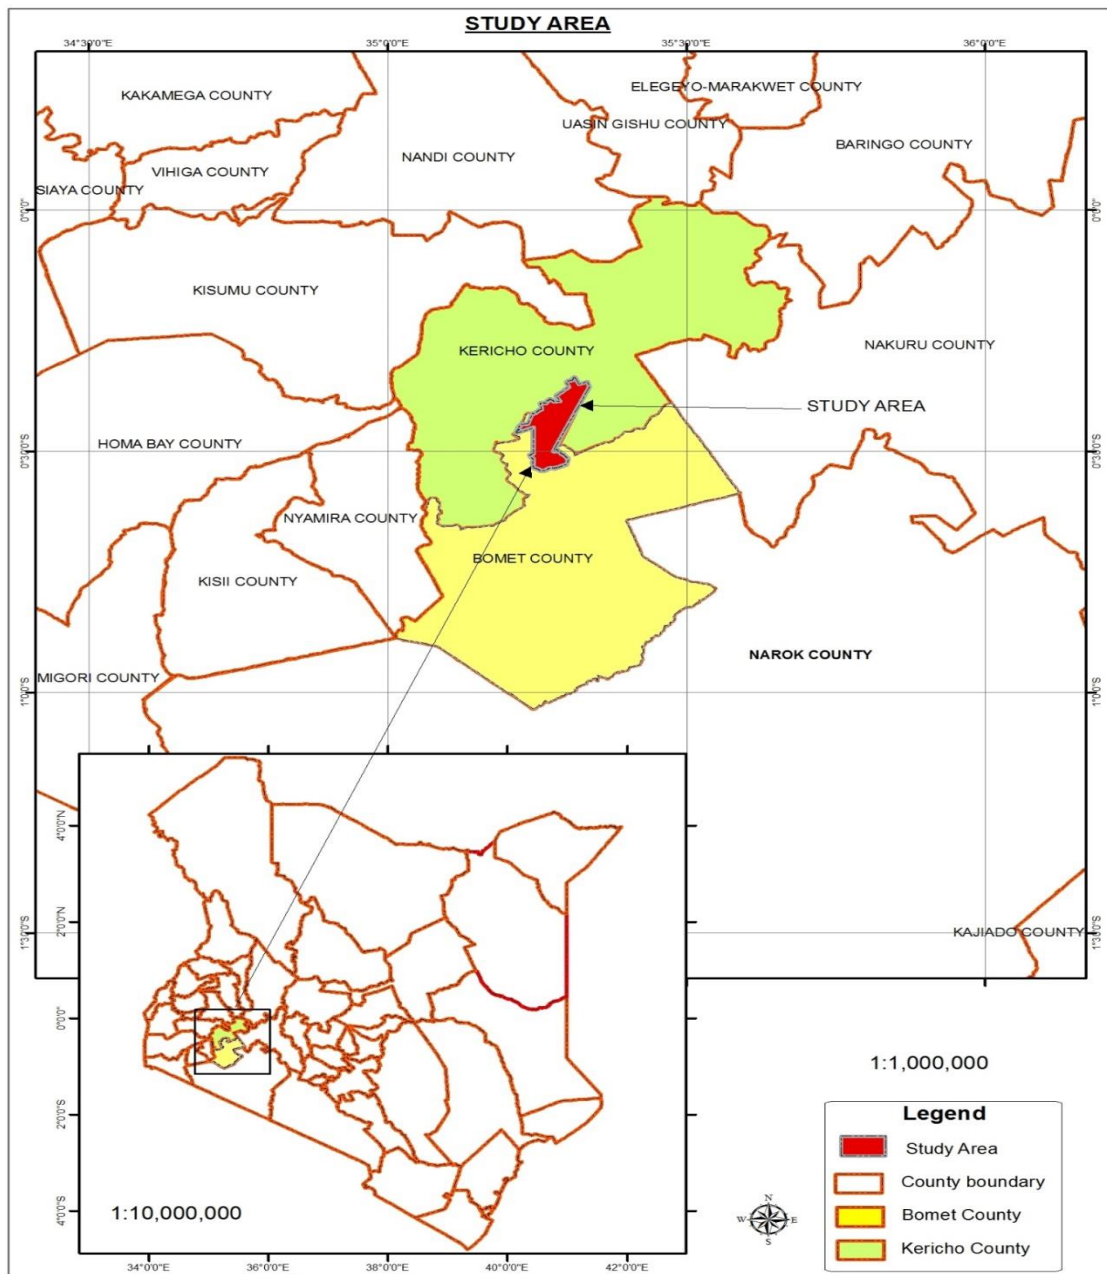 STUDY AREA
34°30'0"E 35°0'0"E 35°30'0"E 36°0'0"E
ELEGEYO-MARAKWET COUNTY
KAKAMEGA COUNTY
UASIN GISHU COUNTY
BARINGO COUNTY
NANDI COUNTY
VIHIGA COUNTY
SIAYA COUNTY
0°0'0" 0°0'0"
KISUMU COUNTY
KERICHO COUNTY
NAKURU COUNTY
STUDY AREA
HOMA BAY COUNTY
0°30'0"S 0°30'0"S
NYAMIRA COUNTY
BOMET COUNTY
KISII COUNTY
NAROK COUNTY
MIGORI COUNTY
1°0'0"S 1°0'0"S
4°0'0"N
2°0'0"N
1°30'0"S 1°30'0"S
KAJIADO COUNTY
0°0'0"
1:1,000,000
2°0'0"S
4°0'0"S
1:10,000,000
34°0'0"E 36°0'0"E 38°0'0"E 40°0'0"E 42°0'0"E
N
W E
S
Legend
Study Area
County boundary
Bomet County
Kericho County